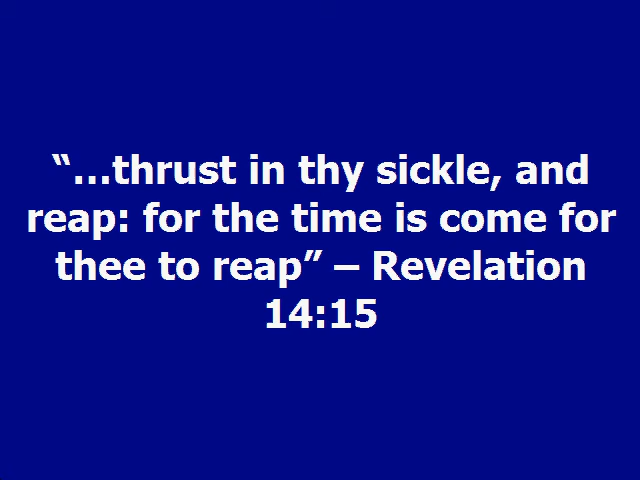 “...thrust in thy sickle, and
reap: for the time is come for
thee to reap” – Revelation
14:15